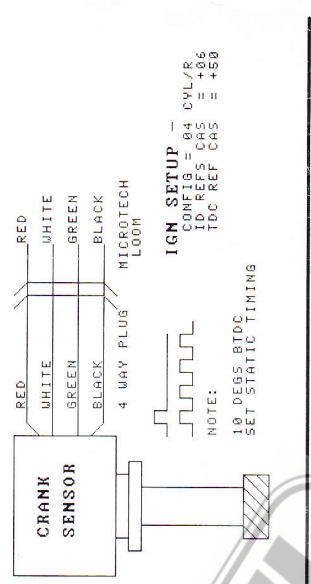 CRANK
SENSOR
RED
WHITE
GREEN
BLACK
4 WAY PLUG
RED
WHITE
GREEN
BLACK
MICROTECH
LOOM
NOTE:
10 DEGS BTDC
SET STATIC TIMING
IGN SETUP -
CONFIG = 04 CYL/R
ID REFS CAS = +06
TDC REF CAS = +50